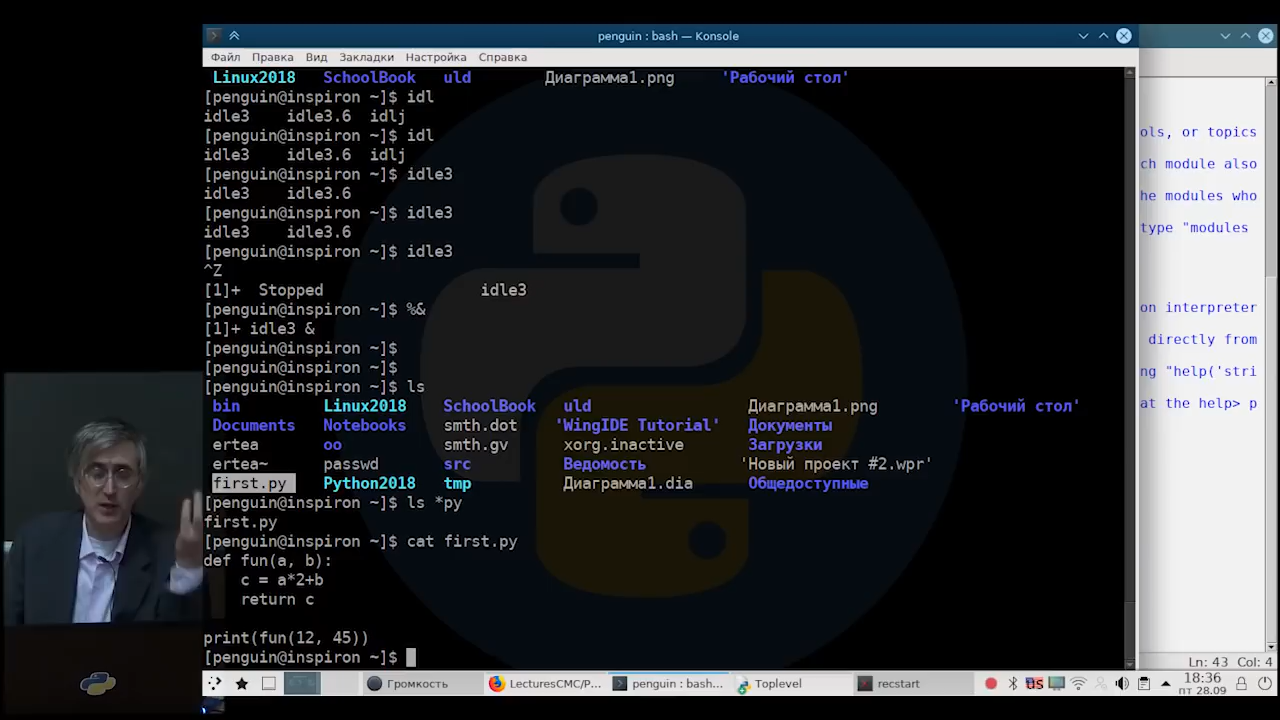 penguin : bash — Konsole
Файл Правка Вид Закладки Настройка Справка
Linux2018 SchoolBook uld Диаграмма1.png 'Рабочий стол'
[penguin@inspiron ~]$ idl
idle3 idle3.6 idlj
[penguin@inspiron ~]$ idl
idle3 idle3.6 idlj
[penguin@inspiron ~]$ idle3
idle3 idle3.6
[penguin@inspiron ~]$ idle3
idle3 idle3.6
[penguin@inspiron ~]$ idle3
^Z
[1]+ Stopped idle3
[penguin@inspiron ~]$ %&
[1]+ idle3 &
[penguin@inspiron ~]$
[penguin@inspiron ~]$
[penguin@inspiron ~]$ ls
bin Linux2018 SchoolBook uld Диаграмма1.png 'Рабочий стол'
Documents Notebooks smth.dot 'WingIDE Tutorial' Документы
ertea oo smth.gv xorg.inactive Загрузки
ertea~ passwd src Ведомость 'Новый проект #2.wpr'
first.py Python2018 tmp Диаграмма1.dia Общедоступные
[penguin@inspiron ~]$ ls *py
first.py
[penguin@inspiron ~]$ cat first.py
def fun(a, b):
c = a*2+b
return c
print(fun(12, 45))
[penguin@inspiron ~]$
ols, or topics
ch module also
he modules who
type "modules
on interpreter
directly from
ng "help('stri
at the help> p
Ln: 43 Col: 4
Громкость LecturesCMC/P... penguin : bash... Toplevel recstart US 18:36
пт 28.09